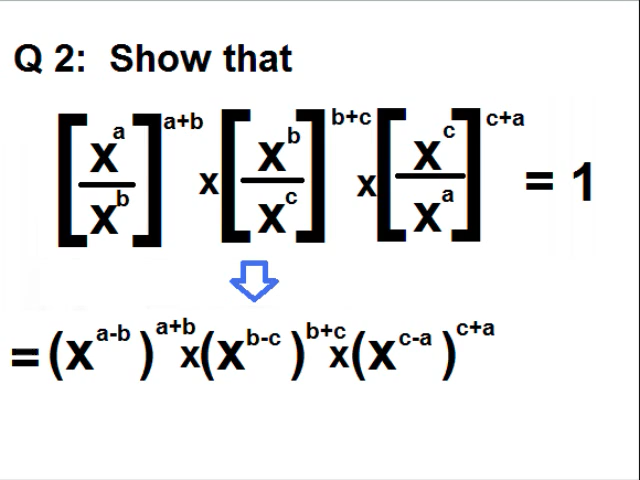 Q 2: Show that
[x^a/x^b]^(a+b) x [x^b/x^c]^(b+c) x [x^c/x^a]^(c+a) = 1
=(x^(a-b))^(a+b) x (x^(b-c))^(b+c) x (x^(c-a))^(c+a)